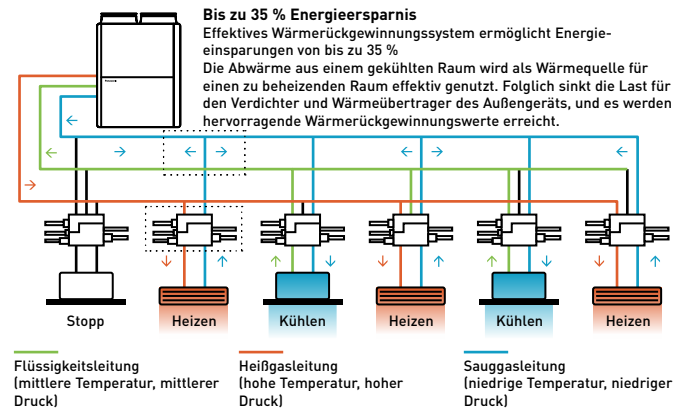 Bis zu 35 % Energieersparnis
Effektives Wärmerückgewinnungssystem ermöglicht Energie-
einsparungen von bis zu 35 %
Die Abwärme aus einem gekühlten Raum wird als Wärmequelle für
einen zu beheizenden Raum effektiv genutzt. Folglich sinkt die Last für
den Verdichter und Wärmeübertrager des Außengeräts, und es werden
hervorragende Wärmerückgewinnungswerte erreicht.
Stopp
Heizen
Kühlen
Heizen
Kühlen
Heizen
Flüssigkeitsleitung
(mittlere Temperatur, mittlerer
Druck)
Heißgasleitung
(hohe Temperatur, hoher
Druck)
Sauggasleitung
(niedrige Temperatur, niedriger
Druck)